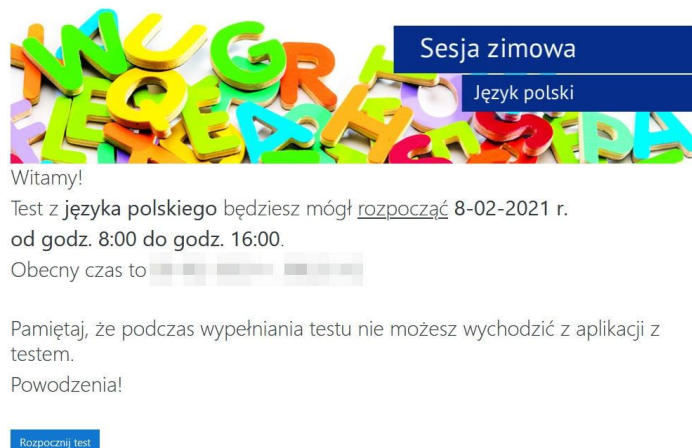 Sesja zimowa
Język polski
Witamy!
Test z języka polskiego będziesz mógł rozpocząć 8-02-2021 r.
od godz. 8:00 do godz. 16:00.
Obecny czas to
Pamiętaj, że podczas wypełniania testu nie możesz wychodzić z aplikacji z
testem.
Powodzenia!
Rozpocznij test